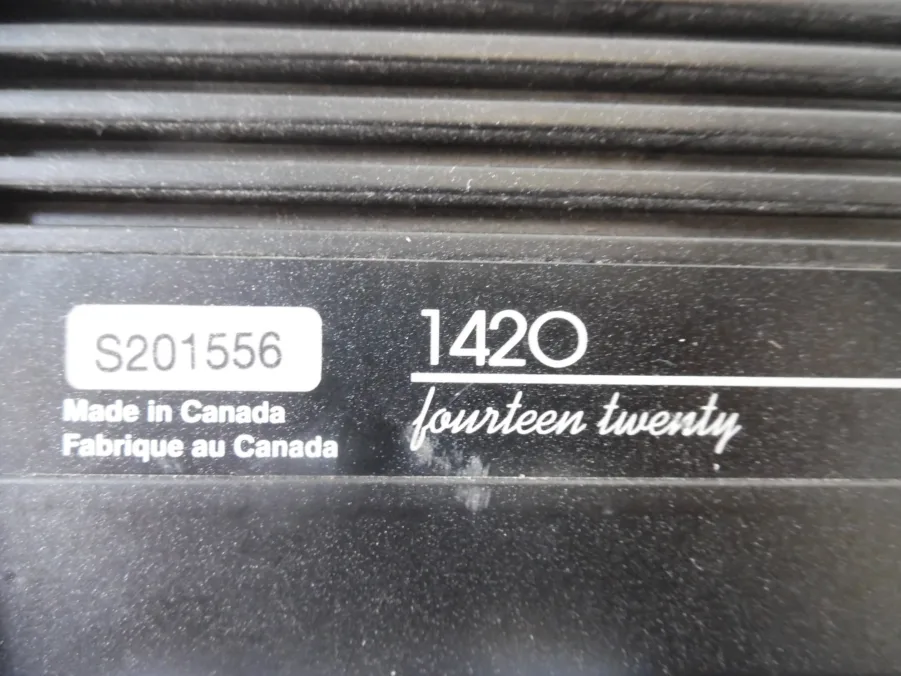 S201556
Made in Canada
Fabrique au Canada
1420
fourteen twenty